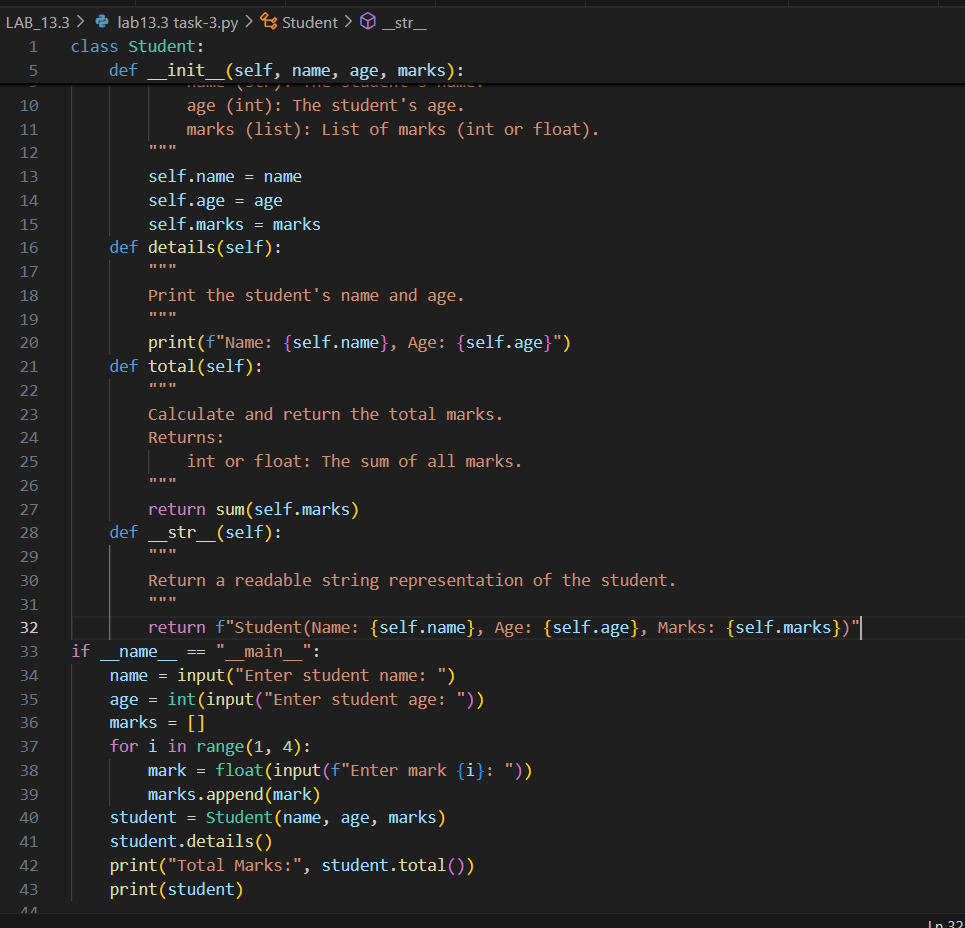 LAB_13.3 > lab13.3 task-3.py > Student > __str__
1 class Student:
5     def __init__(self, name, age, marks):
            name (str): The student's name.
10             age (int): The student's age.
11             marks (list): List of marks (int or float).
12         """
13         self.name = name
14         self.age = age
15         self.marks = marks
16     def details(self):
17         """
18         Print the student's name and age.
19         """
20         print(f"Name: {self.name}, Age: {self.age}")
21     def total(self):
22         """
23         Calculate and return the total marks.
24         Returns:
25             int or float: The sum of all marks.
26         """
27         return sum(self.marks)
28     def __str__(self):
29         """
30         Return a readable string representation of the student.
31         """
32         return f"Student(Name: {self.name}, Age: {self.age}, Marks: {self.marks})"
33 if __name__ == "__main__":
34     name = input("Enter student name: ")
35     age = int(input("Enter student age: "))
36     marks = []
37     for i in range(1, 4):
38         mark = float(input(f"Enter mark {i}: "))
39         marks.append(mark)
40     student = Student(name, age, marks)
41     student.details()
42     print("Total Marks:", student.total())
43     print(student)
44
Ln 32